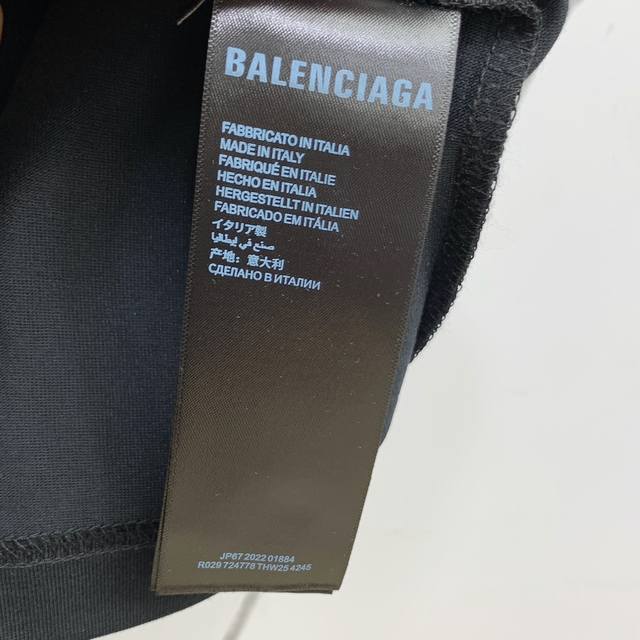 BALENCIAGA
FABBRICATO IN ITALIA
MADE IN ITALY
FABRIQUÉ EN ITALIE
HECHO EN ITALIA
HERGESTELLT IN ITALIEN
FABRICADO EM ITÁLIA
イタリア製
صنع في إيطاليا
产地：意大利
СДЕЛАНО В ИТАЛИИ
JP67 2022 01884
R029 724778 THW25 4245